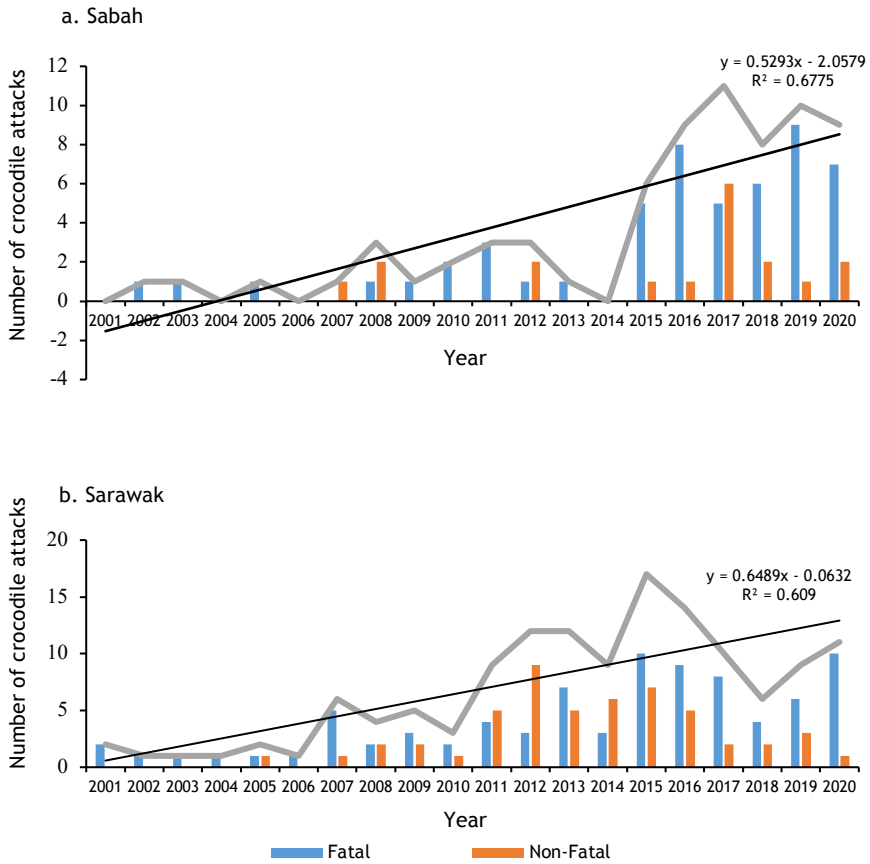 a. Sabah
y = 0.5293x - 2.0579
R² = 0.6775
Number of crocodile attacks
12
10
8
6
4
2
0
-2
-4
2001 2002 2003 2004 2005 2006 2007 2008 2009 2010 2011 2012 2013 2014 2015 2016 2017 2018 2019 2020
Year
b. Sarawak
y = 0.6489x - 0.0632
R² = 0.609
Number of crocodile attacks
20
15
10
5
0
2001 2002 2003 2004 2005 2006 2007 2008 2009 2010 2011 2012 2013 2014 2015 2016 2017 2018 2019 2020
Year
Fatal Non-Fatal